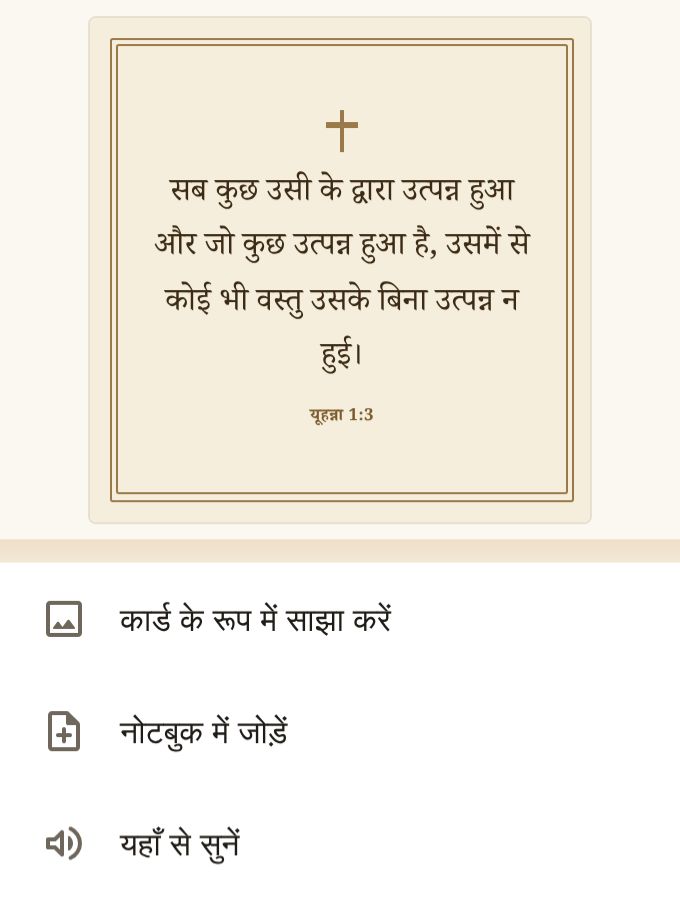 सब कुछ उसी के द्वारा उत्पन्न हुआ
और जो कुछ उत्पन्न हुआ है, उसमें से
कोई भी वस्तु उसके बिना उत्पन्न न
हुई।
यूहन्ना 1:3
कार्ड के रूप में साझा करें
नोटबुक में जोड़ें
यहाँ से सुनें